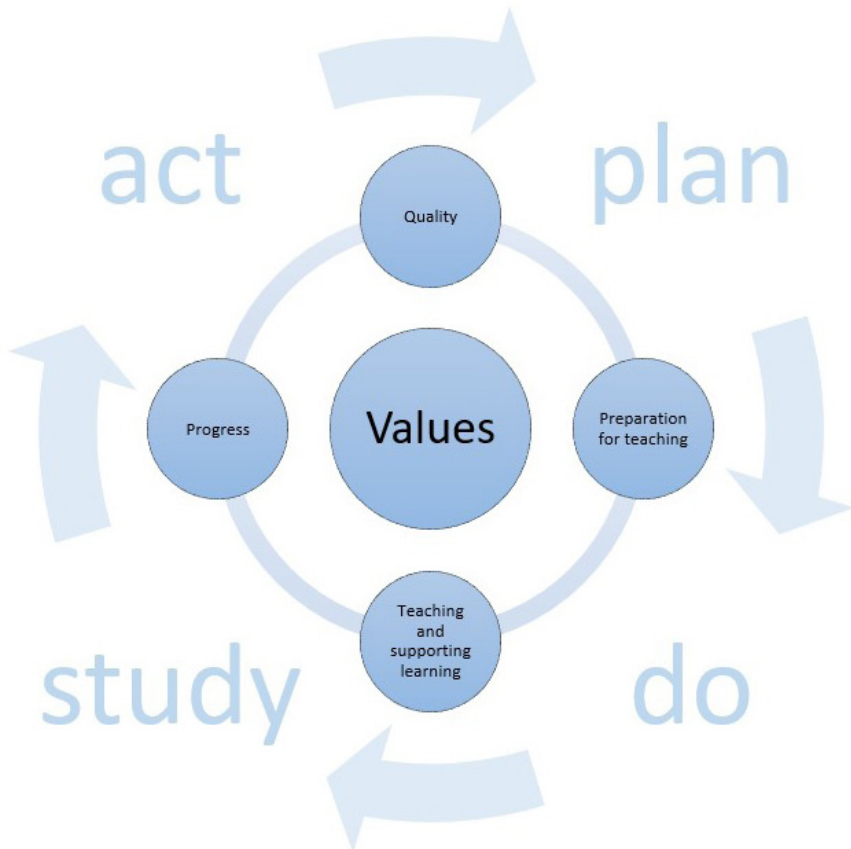 act
plan
Quality
Progress
Values
Preparation
for teaching
Teaching
and
supporting
learning
study
do